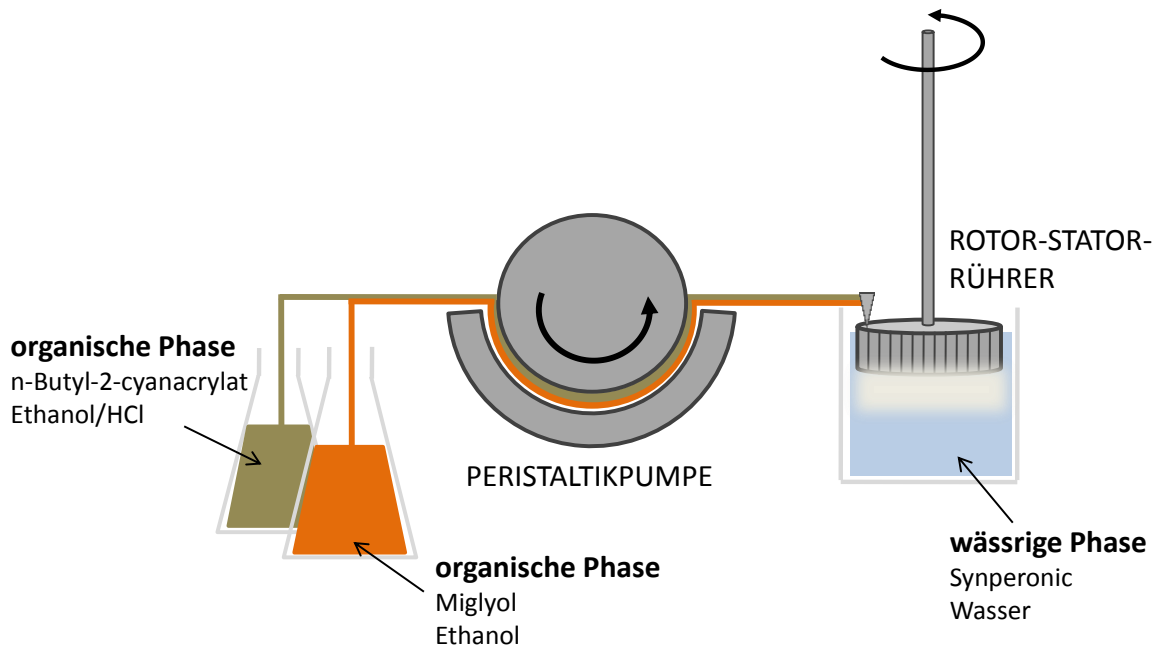 ROTOR-STATOR-
RÜHRER
organische Phase
n-Butyl-2-cyanacrylat
Ethanol/HCl
PERISTALTIKPUMPE
organische Phase
Miglyol
Ethanol
wässrige Phase
Synperonic
Wasser